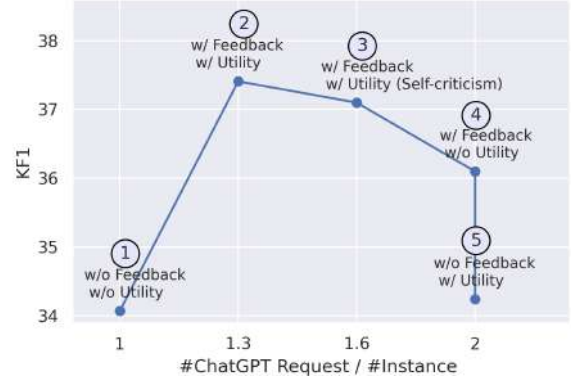 38
37
36
35
34
KF1
2
w/ Feedback
w/ Utility
3
w/ Feedback
w/ Utility (Self-criticism)
4
w/ Feedback
w/o Utility
1
w/o Feedback
w/o Utility
5
w/o Feedback
w/ Utility
1
1.3
1.6
2
#ChatGPT Request / #Instance